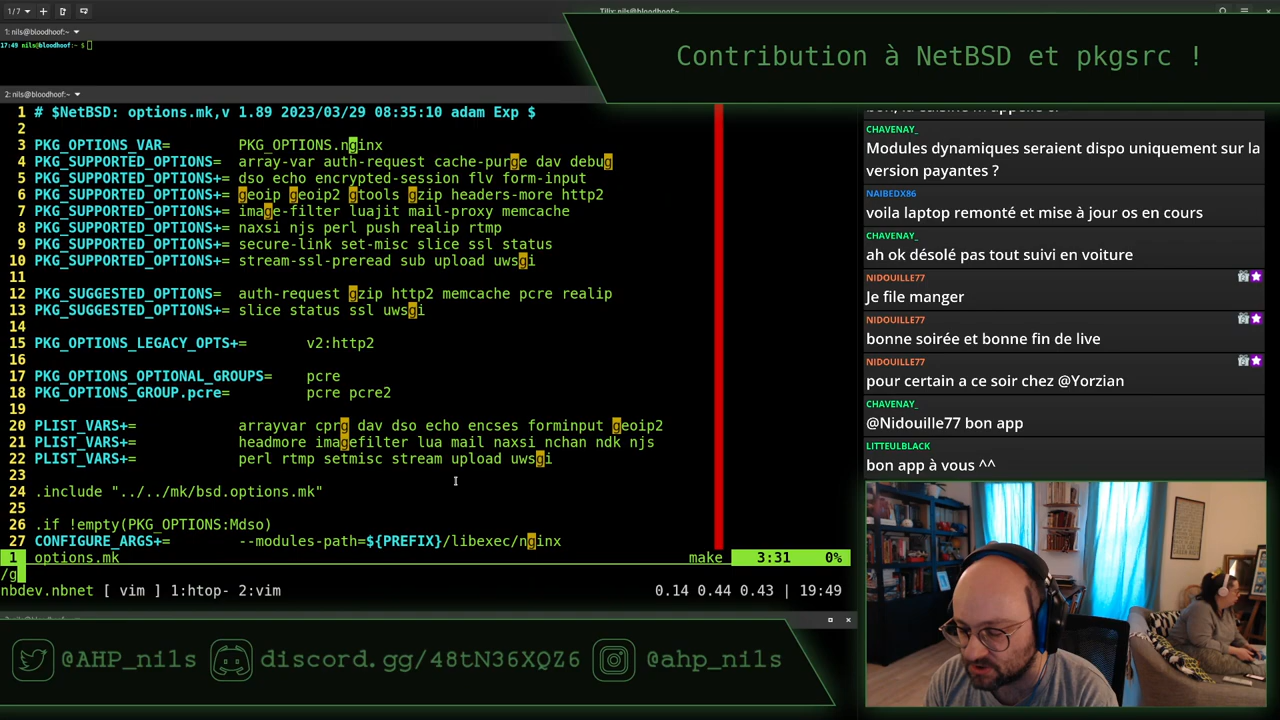 1/7
Tilix: nils@bloodhoof:~
1: nils@bloodhoof:~
17:49 nils@bloodhoof:~ $
Contribution à NetBSD et pkgsrc !
2: nils@bloodhoof:~
1 # $NetBSD: options.mk,v 1.89 2023/03/29 08:35:10 adam Exp $
2
3 PKG_OPTIONS_VAR= PKG_OPTIONS.nginx
4 PKG_SUPPORTED_OPTIONS= array-var auth-request cache-purge dav debug
5 PKG_SUPPORTED_OPTIONS+= dso echo encrypted-session flv form-input
6 PKG_SUPPORTED_OPTIONS+= geoip geoip2 gtools gzip headers-more http2
7 PKG_SUPPORTED_OPTIONS+= image-filter luajit mail-proxy memcache
8 PKG_SUPPORTED_OPTIONS+= naxsi njs perl push realip rtmp
9 PKG_SUPPORTED_OPTIONS+= secure-link set-misc slice ssl status
10 PKG_SUPPORTED_OPTIONS+= stream-ssl-preread sub upload uwsgi
11
12 PKG_SUGGESTED_OPTIONS= auth-request gzip http2 memcache pcre realip
13 PKG_SUGGESTED_OPTIONS+= slice status ssl uwsgi
14
15 PKG_OPTIONS_LEGACY_OPTS+= v2:http2
16
17 PKG_OPTIONS_OPTIONAL_GROUPS= pcre
18 PKG_OPTIONS_GROUP.pcre= pcre pcre2
19
20 PLIST_VARS+= arrayvar cprg dav dso echo encses forminput geoip2
21 PLIST_VARS+= headmore imagefilter lua mail naxsi nchan ndk njs
22 PLIST_VARS+= perl rtmp setmisc stream upload uwsgi
23
24 .include "../../mk/bsd.options.mk"
25
26 .if !empty(PKG_OPTIONS:Mdso)
27 CONFIGURE_ARGS+= --modules-path=${PREFIX}/libexec/nginx
1 options.mk make 3:31 0%
/g
nbdev.nbnet [ vim ] 1:htop- 2:vim 0.14 0.44 0.43 | 19:49
CHAVENAY_
Modules dynamiques seraient dispo uniquement sur la
version payantes ?
NAIBEDX86
voila laptop remonté et mise à jour os en cours
CHAVENAY_
ah ok désolé pas tout suivi en voiture
NIDOUILLE77
Je file manger
NIDOUILLE77
bonne soirée et bonne fin de live
NIDOUILLE77
pour certain a ce soir chez @Yorzian
CHAVENAY_
@Nidouille77 bon app
LITTEULBLACK
bon app à vous ^^
@AHP_nils
discord.gg/48tN36XQZ6
@ahp_nils